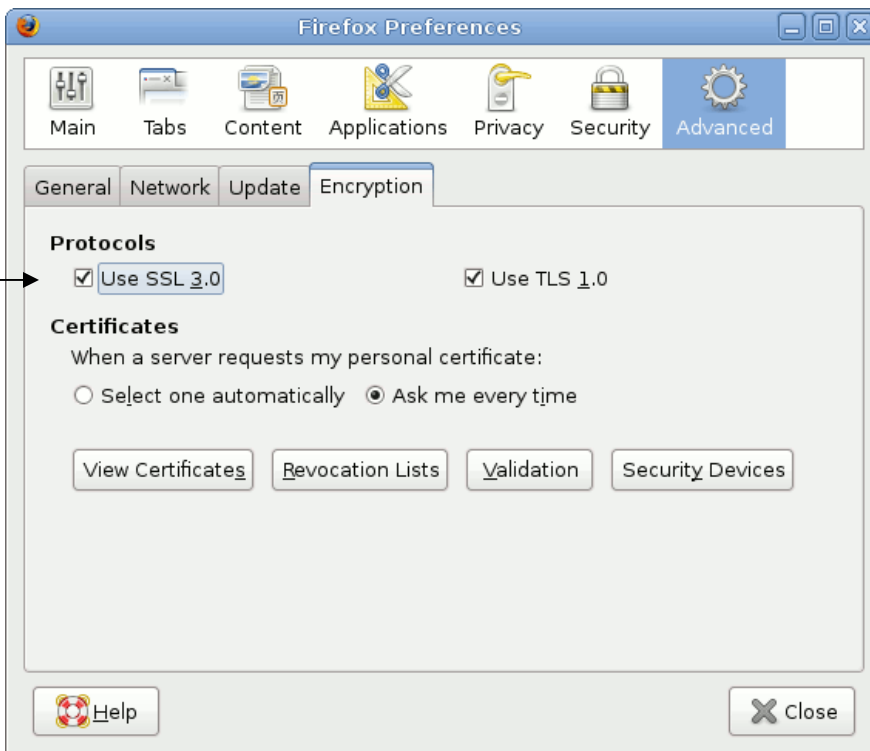 Firefox Preferences
Main Tabs Content Applications Privacy Security Advanced
General Network Update Encryption
Protocols
Use SSL 3.0 Use TLS 1.0
Certificates
When a server requests my personal certificate:
Select one automatically Ask me every time
View Certificates Revocation Lists Validation Security Devices
Help Close